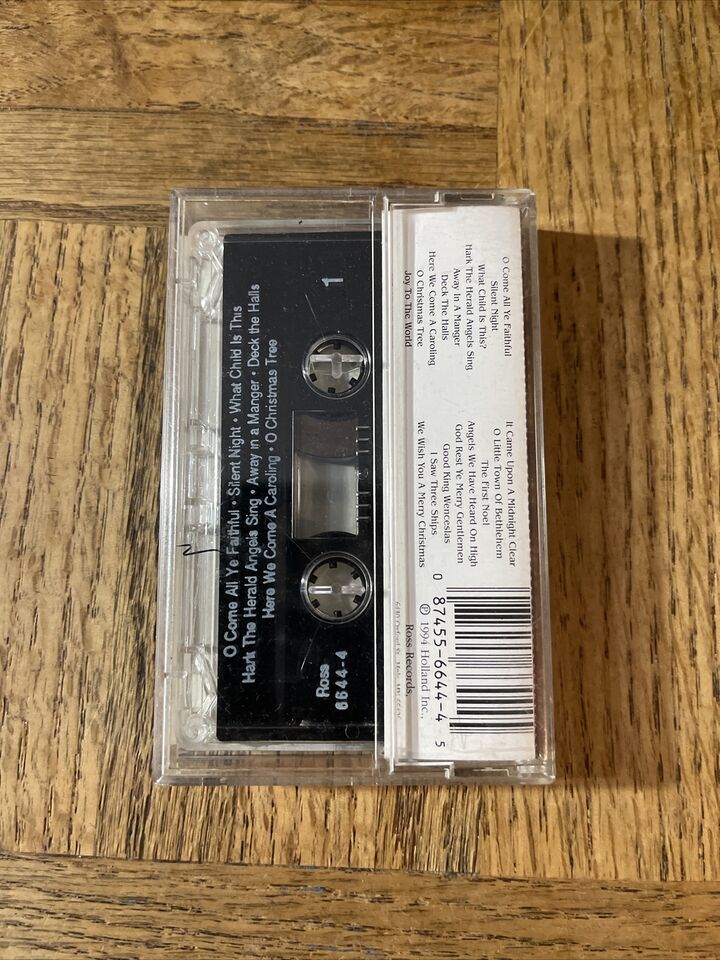 O Come All Ye Faithful
Silent Night
What Child Is This?
Hark The Herald Angels Sing
Away In A Manger
Deck The Halls
Here We Come A Caroling
O Christmas Tree
Joy To The World
It Came Upon A Midnight Clear
O Little Town Of Bethlehem
The First Noel
Angels We Have Heard On High
God Rest Ye Merry Gentlemen
Good King Wenceslas
I Saw Three Ships
We Wish You A Merry Christmas
0 87455-6644-4 5
℗ 1994 Holland Inc.,
Ross Records,
1
O Come All Ye Faithful • Silent Night • What Child Is This
Hark The Herald Angels Sing • Away in a Manger • Deck the Halls
Here We Come A Caroling • O Christmas Tree
Ross
6644-4